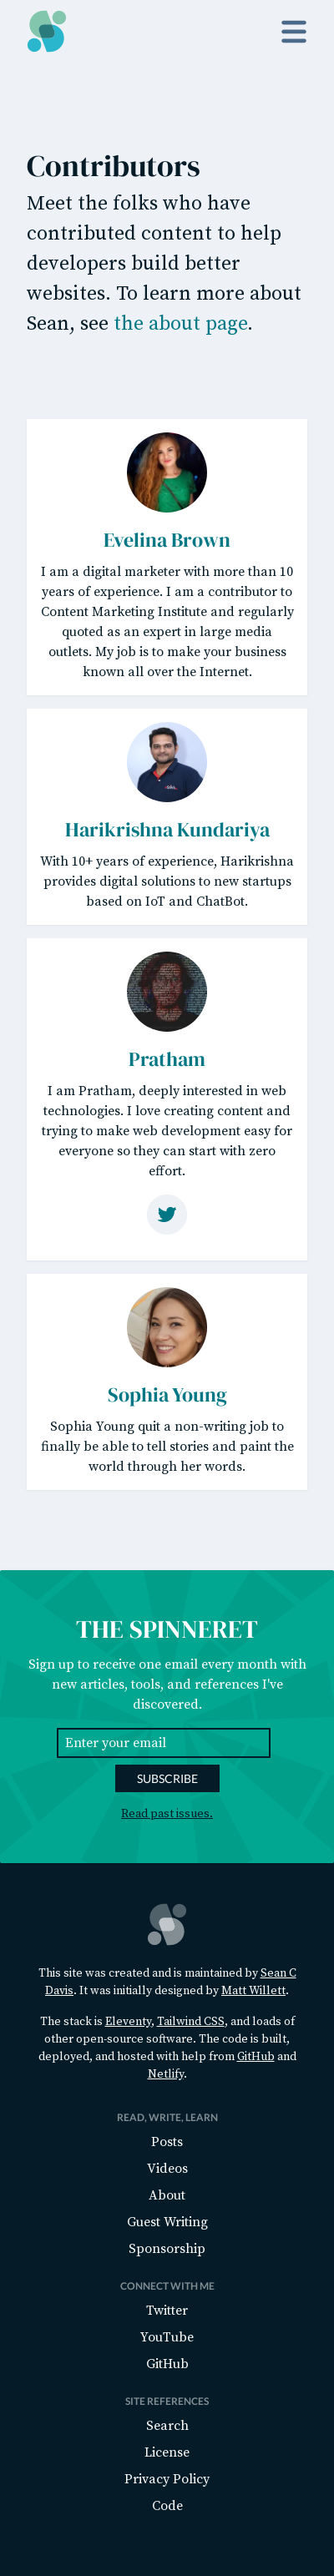 Contributors
Meet the folks who have
contributed content to help
developers build better
websites. To learn more about
Sean, see the about page.
Evelina Brown
I am a digital marketer with more than 10
years of experience. I am a contributor to
Content Marketing Institute and regularly
quoted as an expert in large media
outlets. My job is to make your business
known all over the Internet.
Harikrishna Kundariya
With 10+ years of experience, Harikrishna
provides digital solutions to new startups
based on IoT and ChatBot.
Pratham
I am Pratham, deeply interested in web
technologies. I love creating content and
trying to make web development easy for
everyone so they can start with zero
effort.
Sophia Young
Sophia Young quit a non-writing job to
finally be able to tell stories and paint the
world through her words.
THE SPINNERET
Sign up to receive one email every month with
new articles, tools, and references I've
discovered.
Enter your email
SUBSCRIBE
Read past issues.
This site was created and is maintained by Sean C
Davis. It was initially designed by Matt Willett.
The stack is Eleventy, Tailwind CSS, and loads of
other open-source software. The code is built,
deployed, and hosted with help from GitHub and
Netlify.
READ, WRITE, LEARN
Posts
Videos
About
Guest Writing
Sponsorship
CONNECT WITH ME
Twitter
YouTube
GitHub
SITE REFERENCES
Search
License
Privacy Policy
Code